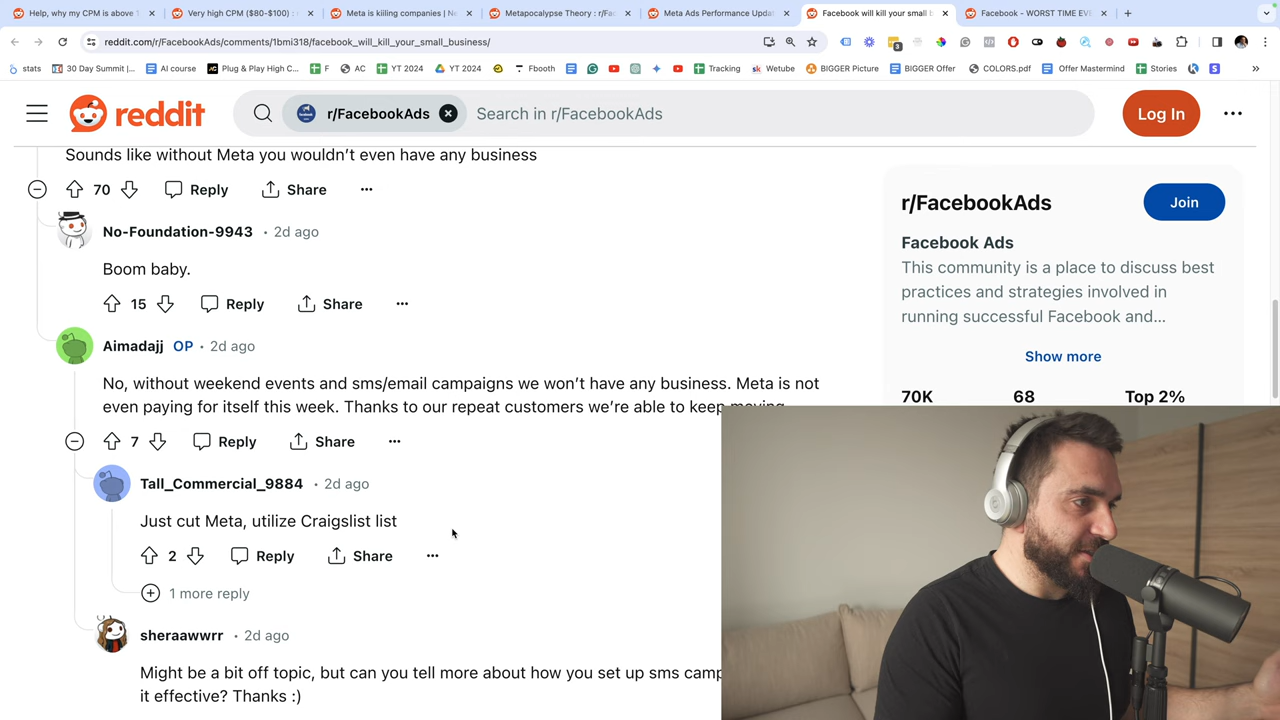 Help, why my CPM is above 1
Very high CPM ($80-$100) :
Meta is kiiling companies | Ne
Metapocalypse Theory : r/Fac
Meta Ads Performance Updat
Facebook will kill your small b
Facebook - WORST TIME EVE
reddit.com/r/FacebookAds/comments/1bmi318/facebook_will_kill_your_small_business/
stats
30 Day Summit |...
AI course
Plug & Play High C...
F
AC
YT 2024
YT 2024
Fbooth
Tracking
Wetube
BIGGER Picture
BIGGER Offer
COLORS.pdf
Offer Mastermind
Stories
reddit
r/FacebookAds
Search in r/FacebookAds
Log In
Sounds like without Meta you wouldn't even have any business
70
Reply
Share
No-Foundation-9943 • 2d ago
Boom baby.
15
Reply
Share
Aimadajj OP • 2d ago
No, without weekend events and sms/email campaigns we won't have any business. Meta is not
even paying for itself this week. Thanks to our repeat customers we're able to keep moving.
7
Reply
Share
Tall_Commercial_9884 • 2d ago
Just cut Meta, utilize Craigslist list
2
Reply
Share
1 more reply
sheraawwrr • 2d ago
Might be a bit off topic, but can you tell more about how you set up sms camp
it effective? Thanks :)
r/FacebookAds
Join
Facebook Ads
This community is a place to discuss best
practices and strategies involved in
running successful Facebook and...
Show more
70K
68
Top 2%